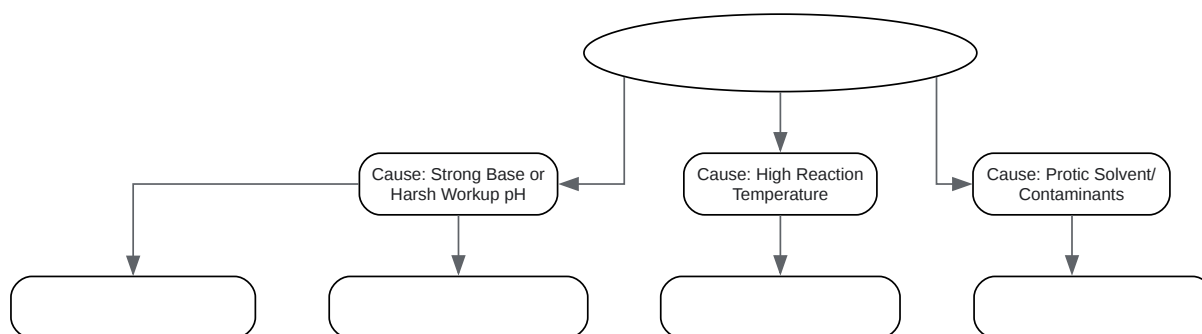 Cause: Strong Base or
Harsh Workup pH
Cause: High Reaction
Temperature
Cause: Protic Solvent/
Contaminants